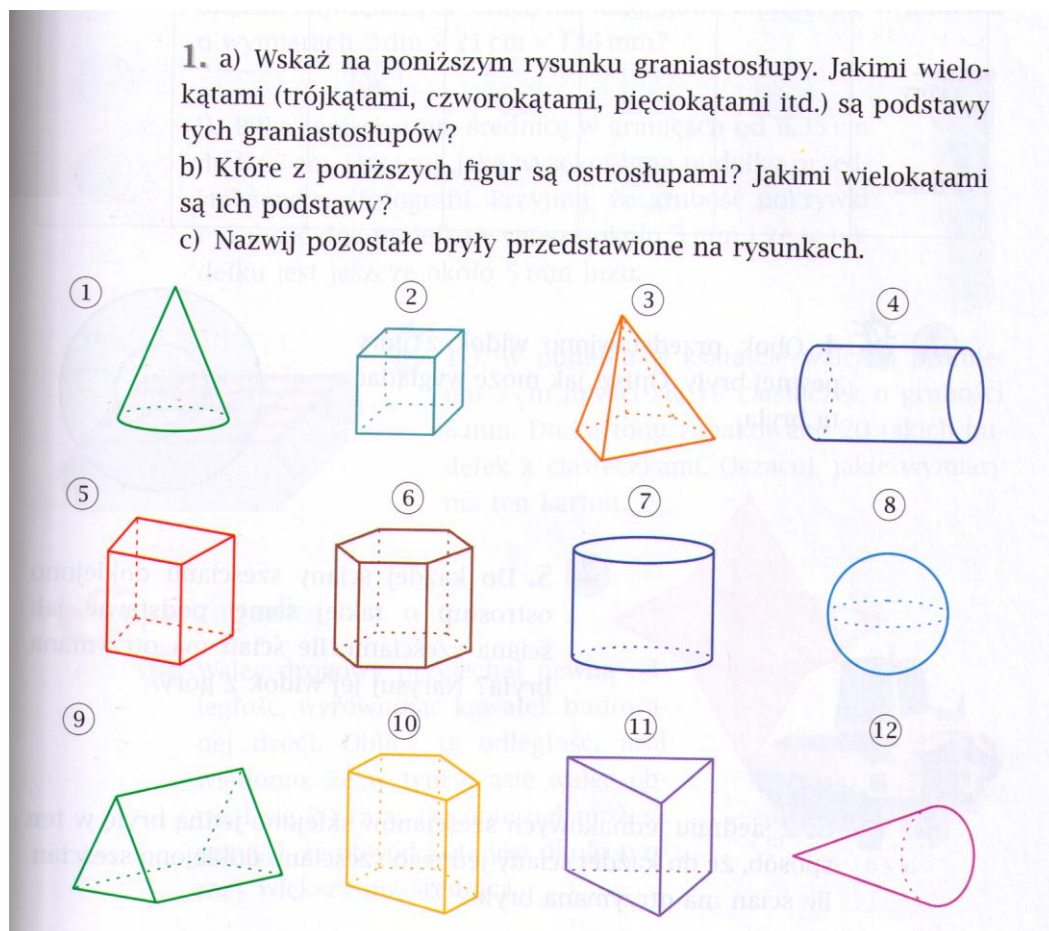 1. a) Wskaż na poniższym rysunku graniastosłupy. Jakimi wielo-
kątami (trójkątami, czworokątami, pięciokątami itd.) są podstawy
tych graniastosłupów?
b) Które z poniższych figur są ostrosłupami? Jakimi wielokątami
są ich podstawy?
c) Nazwij pozostałe bryły przedstawione na rysunkach.
1 2 3 4
5 6 7 8
9 10 11 12